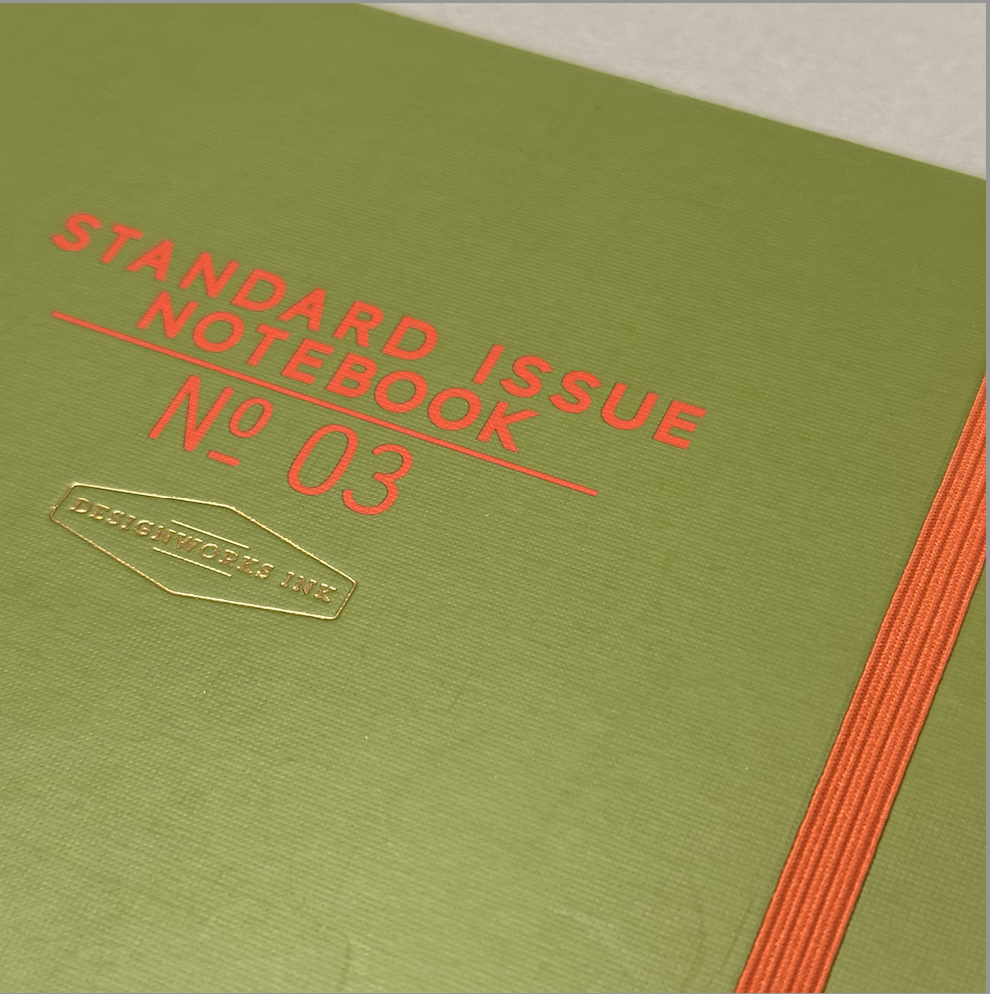 STANDARD ISSUE
NOTEBOOK
Nº 03
DESIGNWORKS INK